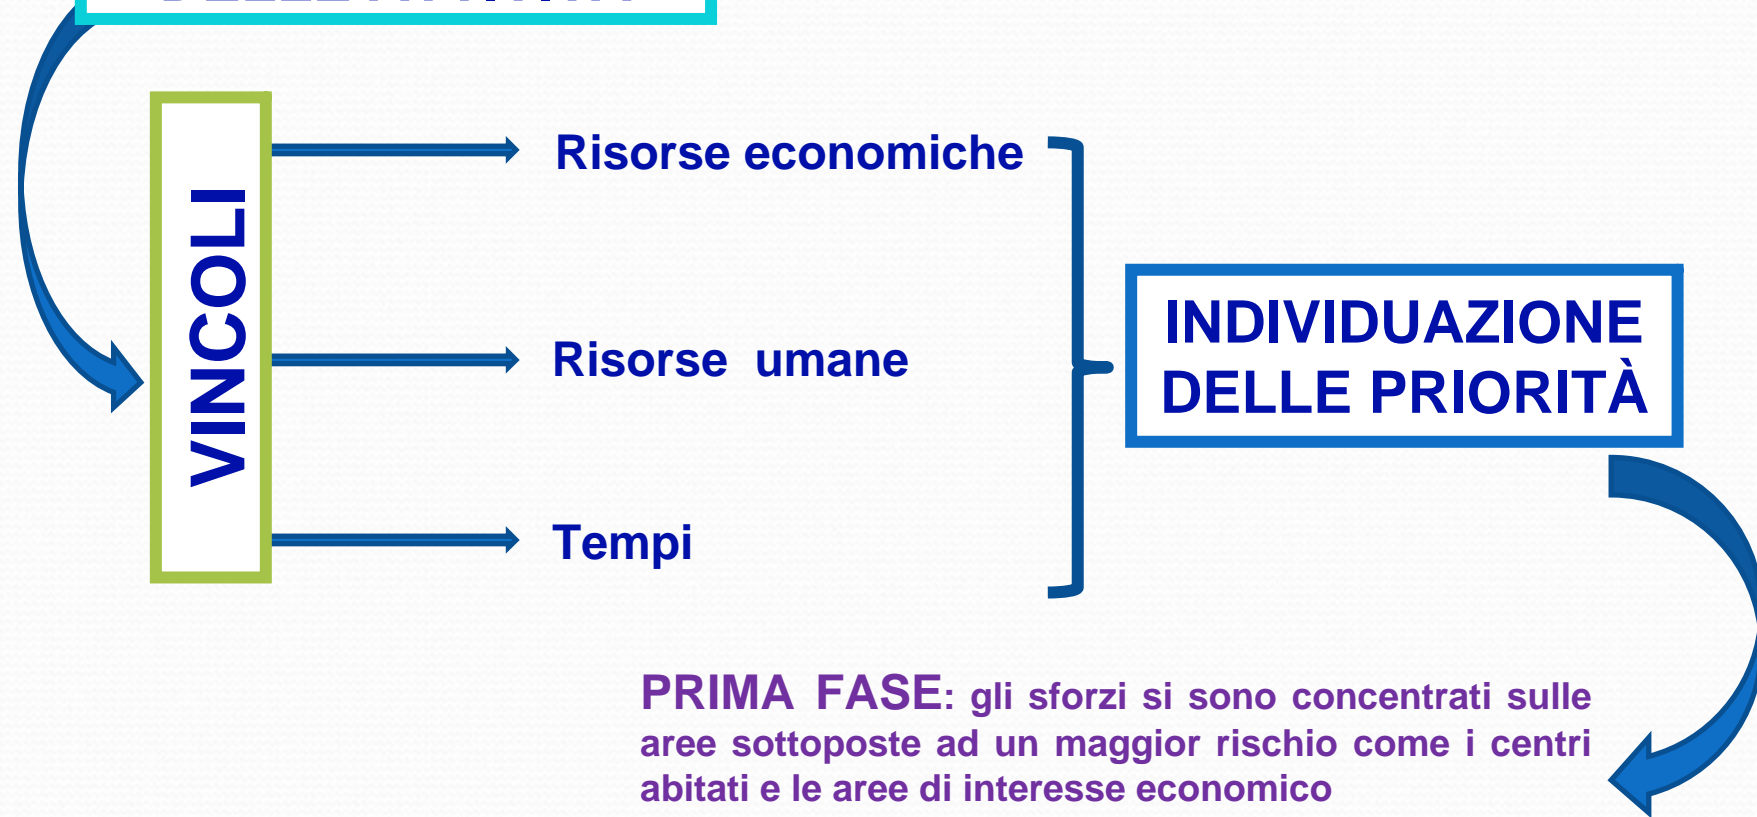 VINCOLI
Risorse economiche
Risorse umane
Tempi
INDIVIDUAZIONE
DELLE PRIORITÀ
PRIMA FASE: gli sforzi si sono concentrati sulle
aree sottoposte ad un maggior rischio come i centri
abitati e le aree di interesse economico